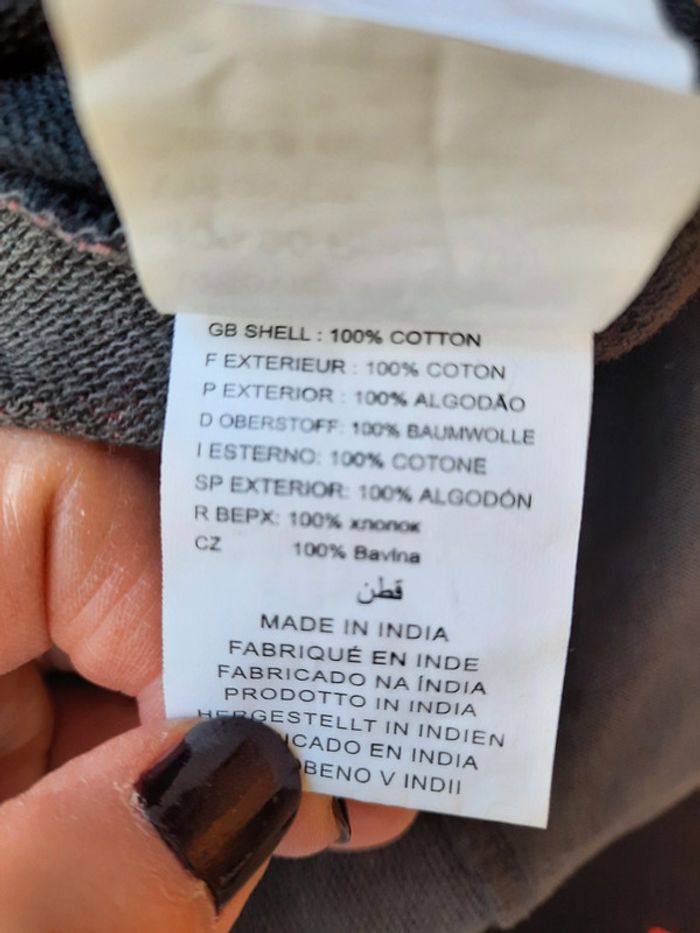 GB SHELL : 100% COTTON
F EXTERIEUR : 100% COTON
P EXTERIOR : 100% ALGODÃO
D OBERSTOFF: 100% BAUMWOLLE
I ESTERNO: 100% COTONE
SP EXTERIOR: 100% ALGODÓN
R ВЕРХ: 100% хлопок
CZ 100% Bavlna
قطن
MADE IN INDIA
FABRIQUÉ EN INDE
FABRICADO NA ÍNDIA
PRODOTTO IN INDIA
HERGESTELLT IN INDIEN
ICADO EN INDIA
OBENO V INDII